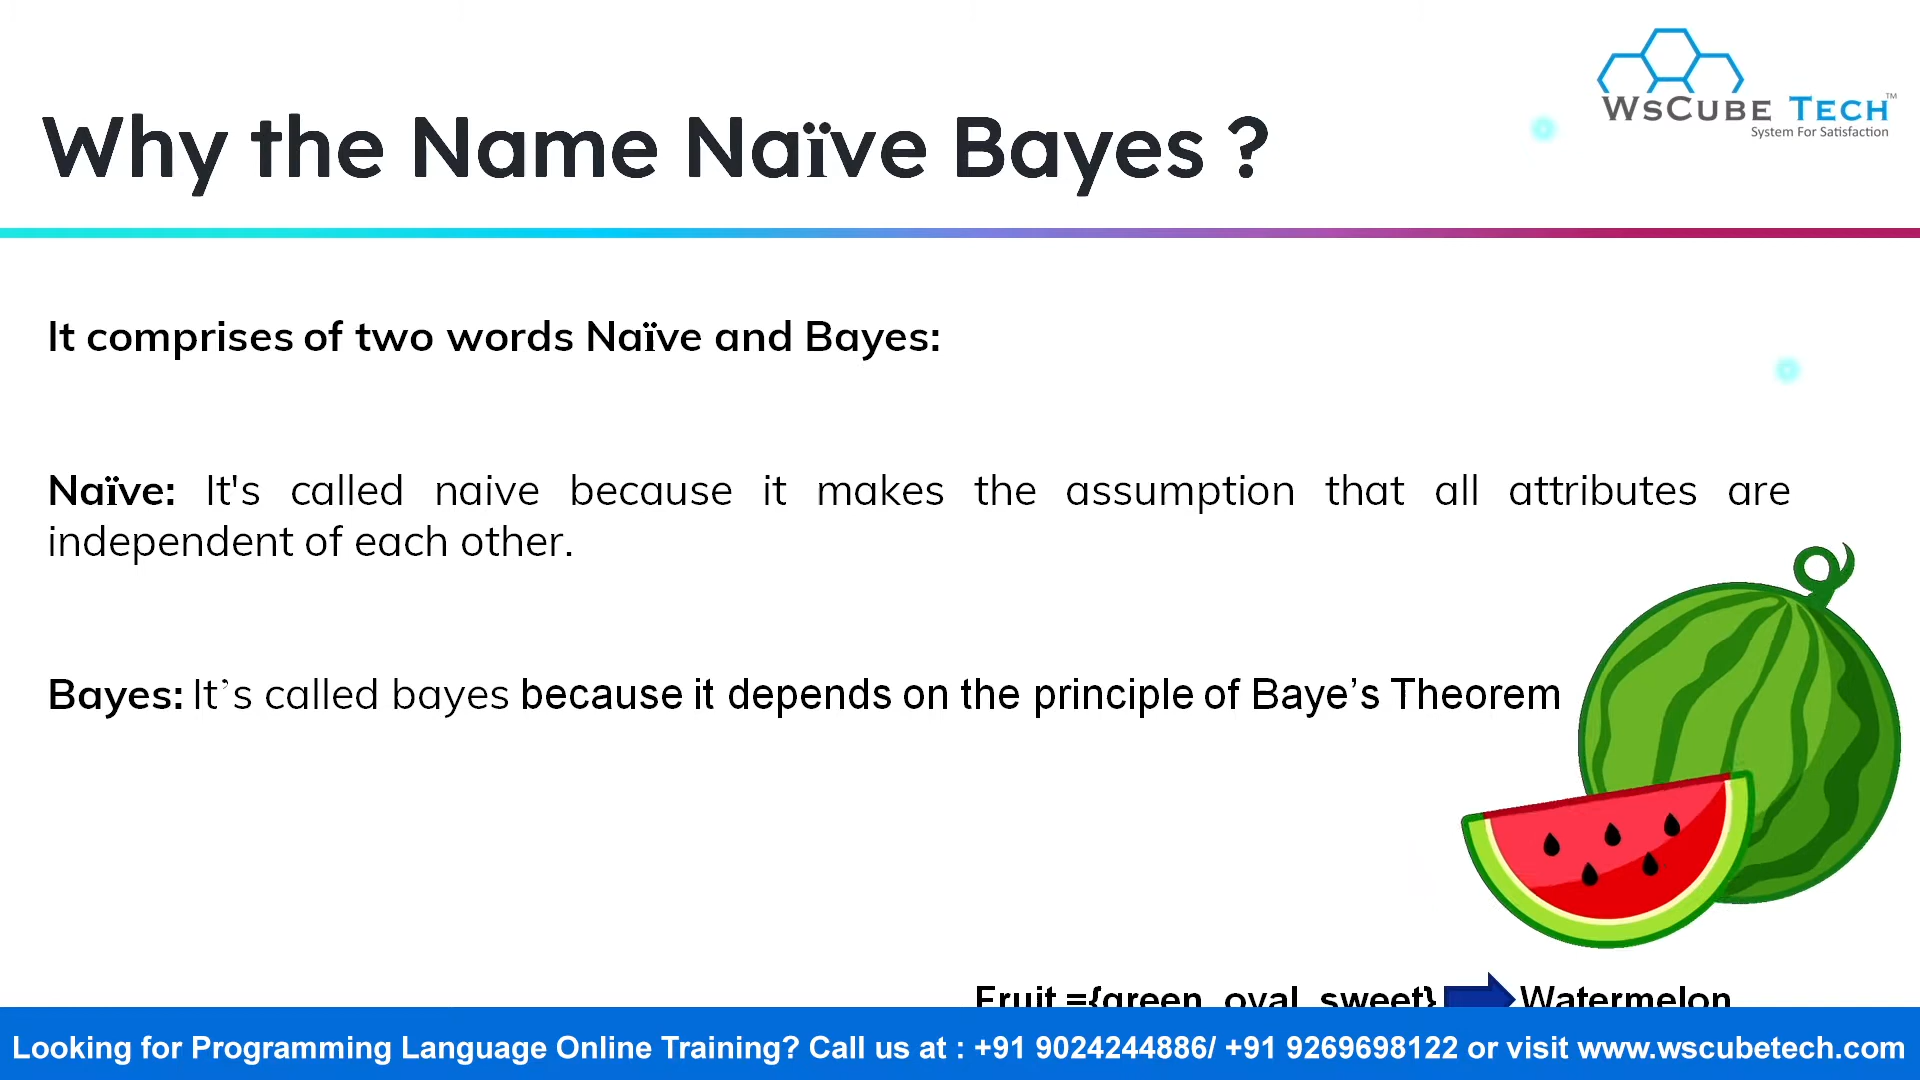 WsCube Tech™
System For Satisfaction
Why the Name Naïve Bayes ?
It comprises of two words Naïve and Bayes:
Naïve: It's called naive because it makes the assumption that all attributes are
independent of each other.
Bayes: It’s called bayes because it depends on the principle of Baye’s Theorem
Fruit ={green, oval, sweet} Watermelon
Looking for Programming Language Online Training? Call us at : +91 9024244886/ +91 9269698122 or visit www.wscubetech.com